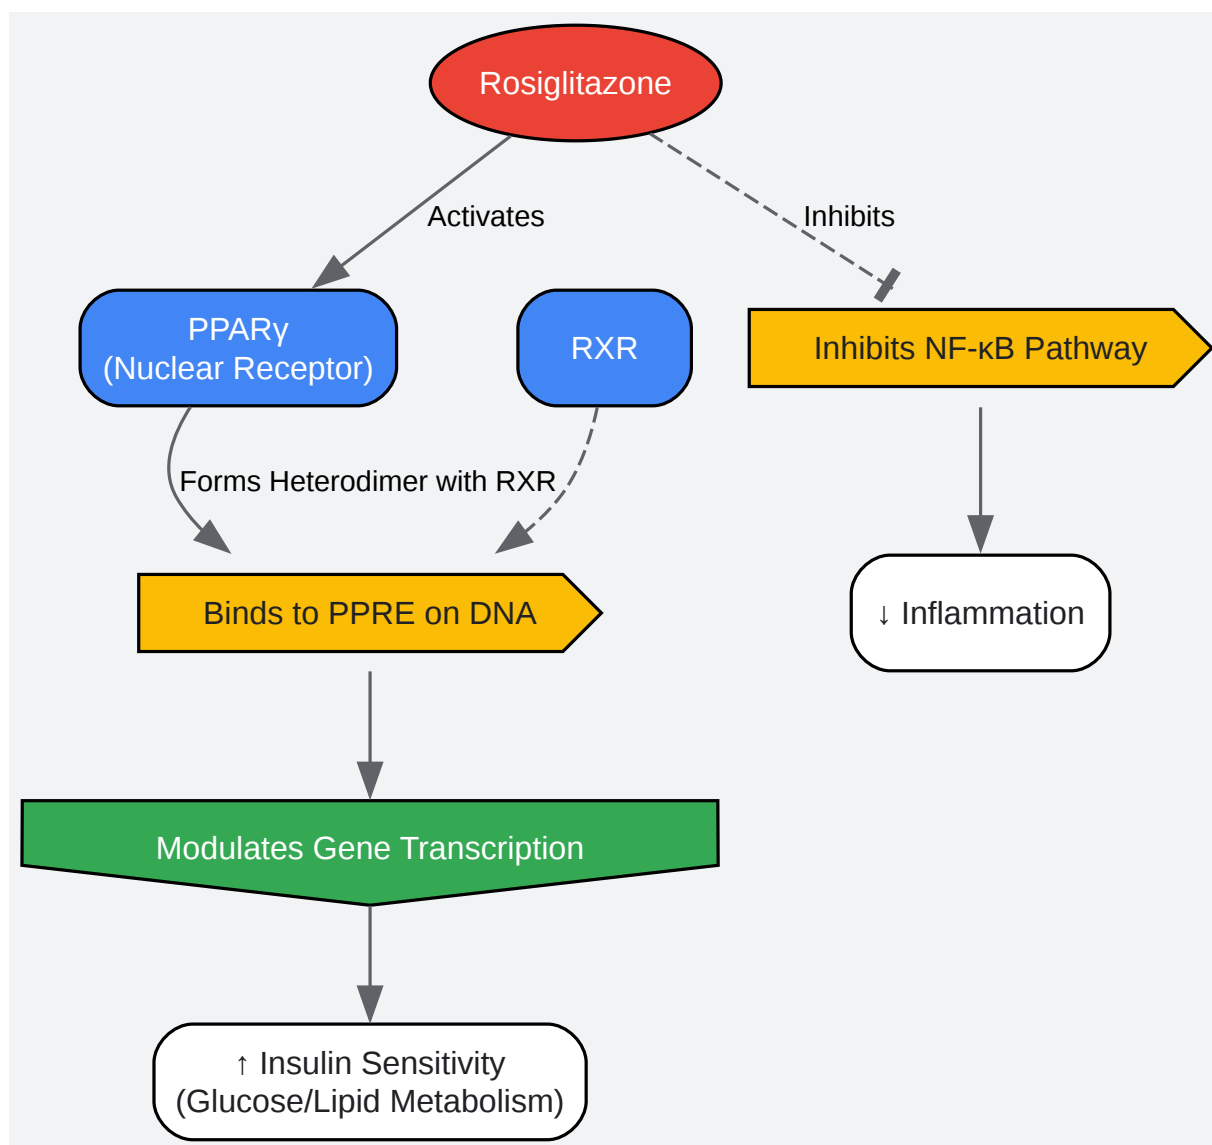 Rosiglitazone
Activates
Inhibits
PPARγ
(Nuclear Receptor)
RXR
Inhibits NF-κB Pathway
Forms Heterodimer with RXR
Binds to PPRE on DNA
↓ Inflammation
Modulates Gene Transcription
↑ Insulin Sensitivity
(Glucose/Lipid Metabolism)